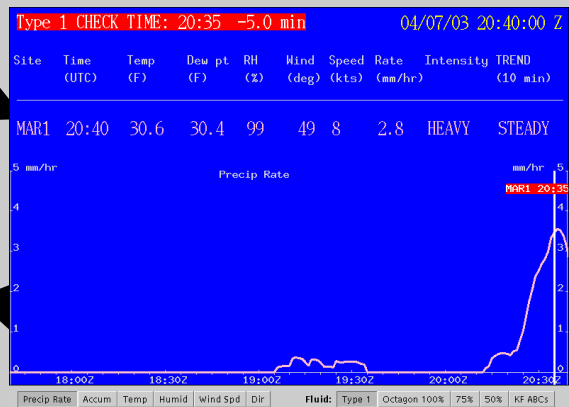 Type 1 CHECK TIME: 20:35 -5.0 min 04/07/03 20:40:00 Z
Site Time Temp Dew pt RH Wind Speed Rate Intensity TREND
(UTC) (F) (F) (%) (deg) (kts) (mm/hr) (10 min)
MAR1 20:40 30.6 30.4 99 49 8 2.8 HEAVY STEADY
5 mm/hr Precip Rate mm/hr 5
MAR1 20:35
4 4
3 3
2 2
1 1
0 0
18:00Z 18:30Z 19:00Z 19:30Z 20:00Z 20:30Z
Precip Rate Accum Temp Humid Wind Spd Dir Fluid: Type 1 Octagon 100% 75% 50% KF ABCs